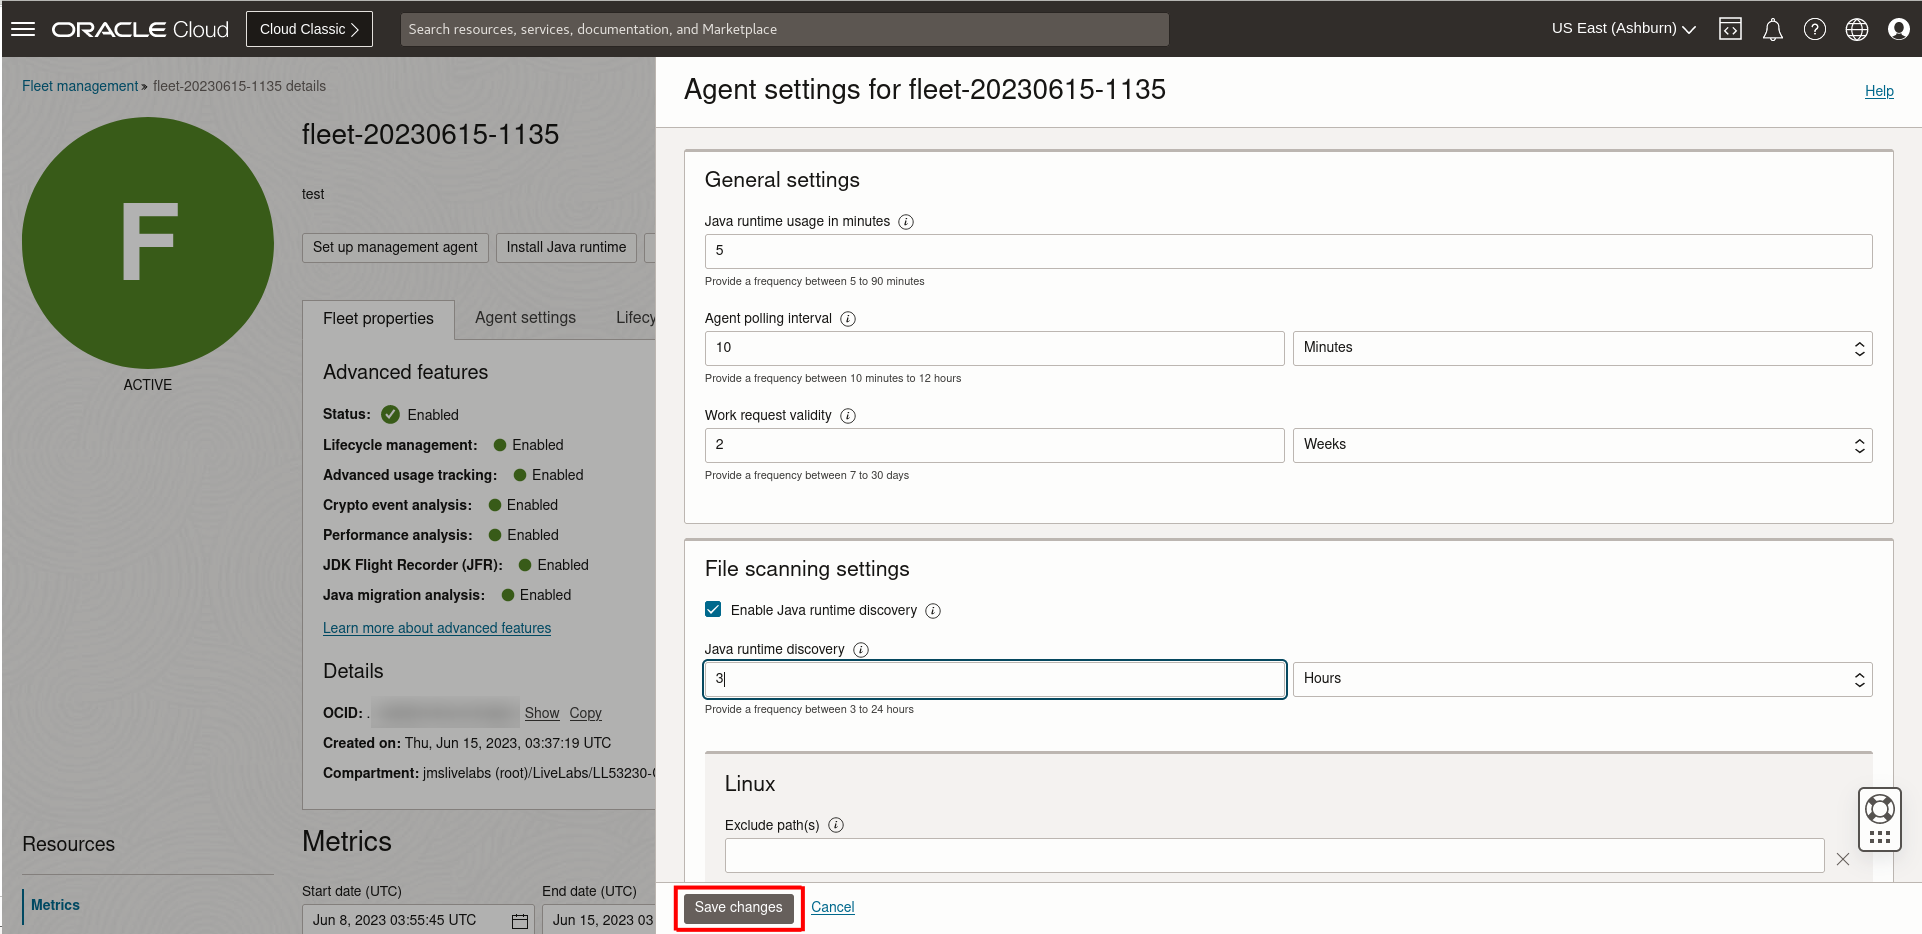 ORACLE Cloud
Cloud Classic
Search resources, services, documentation, and Marketplace
US East (Ashburn)
Fleet management » fleet-20230615-1135 details
F
ACTIVE
fleet-20230615-1135
test
Set up management agent
Install Java runtime
Fleet properties
Agent settings
Lifecy
Advanced features
Status: Enabled
Lifecycle management: Enabled
Advanced usage tracking: Enabled
Crypto event analysis: Enabled
Performance analysis: Enabled
JDK Flight Recorder (JFR): Enabled
Java migration analysis: Enabled
Learn more about advanced features
Details
OCID: . Show Copy
Created on: Thu, Jun 15, 2023, 03:37:19 UTC
Compartment: jmslivelabs (root)/LiveLabs/LL53230-
Resources
Metrics
Metrics
Start date (UTC)
End date (UTC)
Jun 8, 2023 03:55:45 UTC
Jun 15, 2023 03
Agent settings for fleet-20230615-1135
Help
General settings
Java runtime usage in minutes
5
Provide a frequency between 5 to 90 minutes
Agent polling interval
10
Minutes
Provide a frequency between 10 minutes to 12 hours
Work request validity
2
Weeks
Provide a frequency between 7 to 30 days
File scanning settings
Enable Java runtime discovery
Java runtime discovery
3
Hours
Provide a frequency between 3 to 24 hours
Linux
Exclude path(s)
Save changes
Cancel